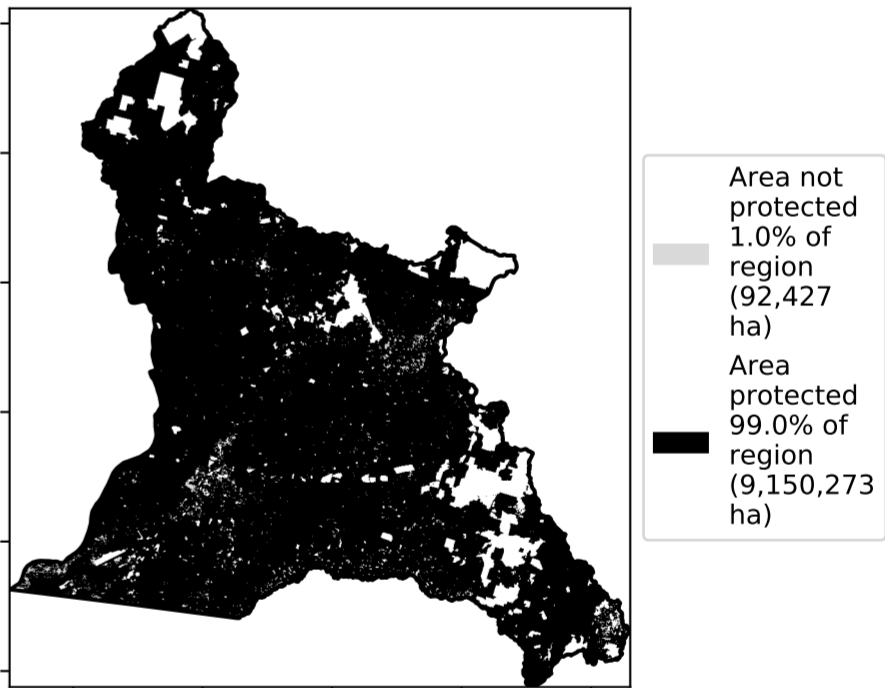 Area not
protected
1.0% of
region
(92,427
ha)
Area
protected
99.0% of
region
(9,150,273
ha)